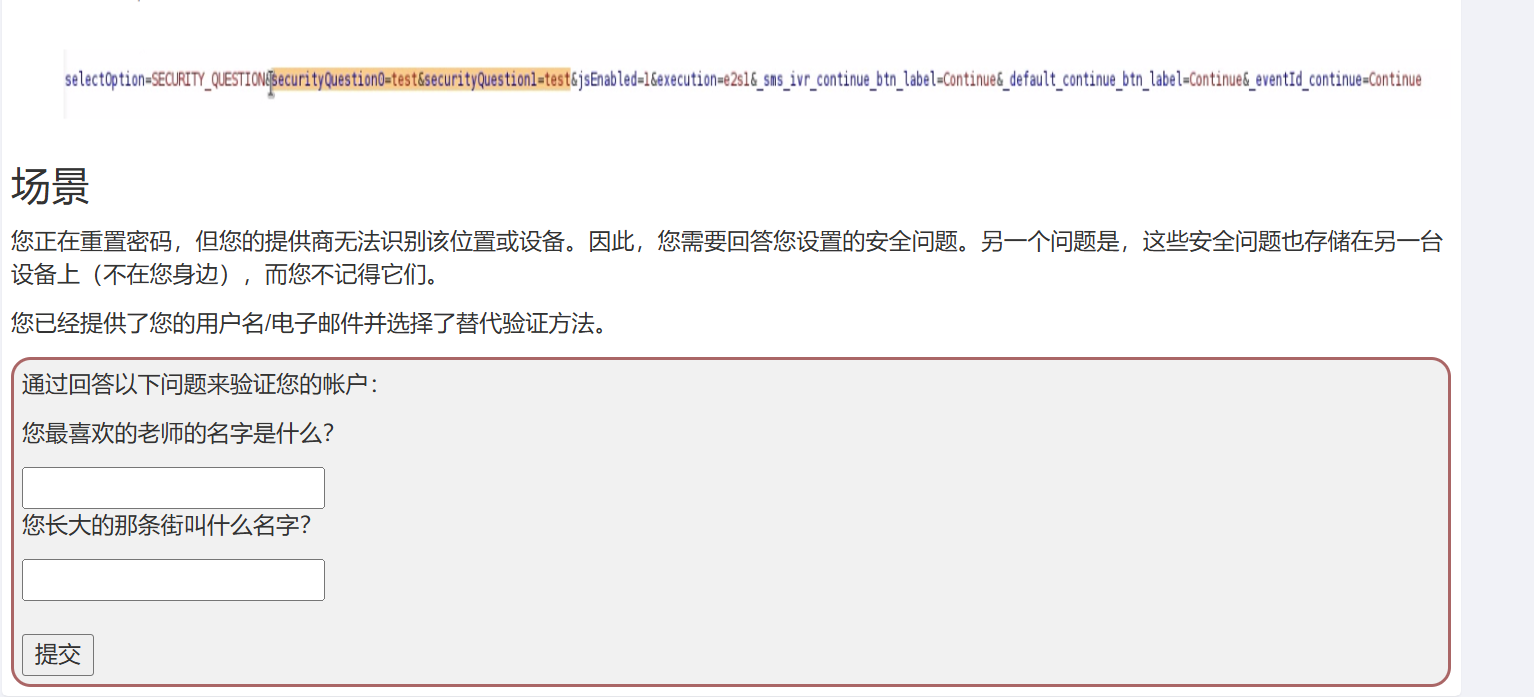 selectOption=SECURITY_QUESTION&securityQuestion0=test&securityQuestion1=test&jsEnabled=1&execution=e2s1&_sms_ivr_continue_btn_label=Continue&_default_continue_btn_label=Continue&_eventId_continue=Continue
场景
您正在重置密码，但您的提供商无法识别该位置或设备。因此，您需要回答您设置的安全问题。另一个问题是，这些安全问题也存储在另一台
设备上（不在您身边），而您不记得它们。
您已经提供了您的用户名/电子邮件并选择了替代验证方法。
通过回答以下问题来验证您的帐户：
您最喜欢的老师的名字是什么？
您长大的那条街叫什么名字？
提交